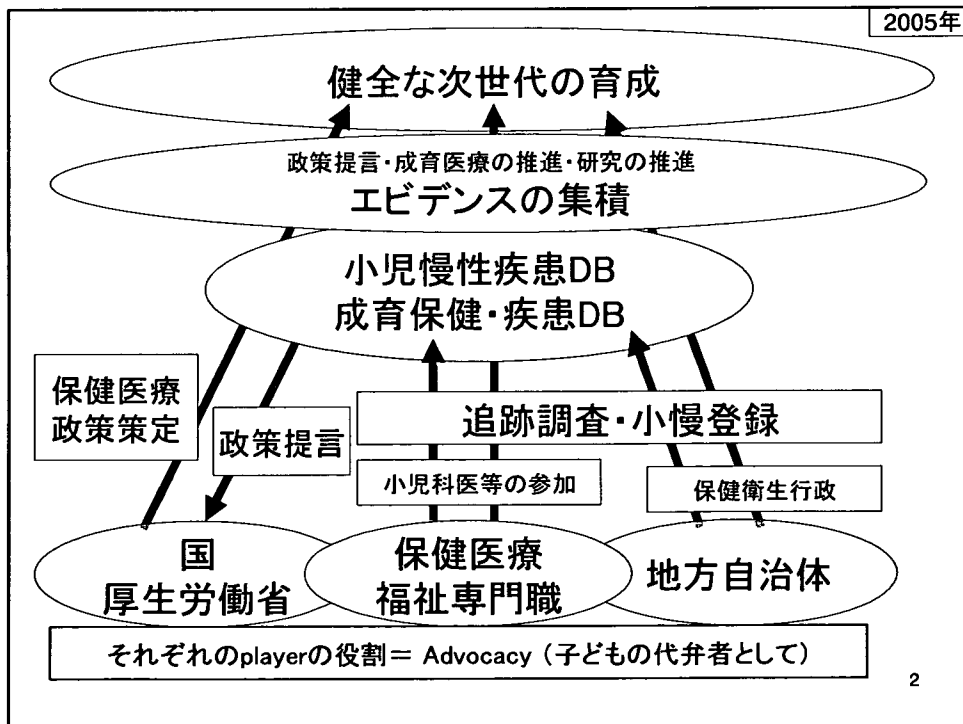 2005年
健全な次世代の育成
政策提言・成育医療の推進・研究の推進
エビデンスの集積
小児慢性疾患DB
成育保健・疾患DB
保健医療
政策策定
政策提言
追跡調査・小慢登録
小児科医等の参加
保健衛生行政
国
厚生労働省
保健医療
福祉専門職
地方自治体
それぞれのplayerの役割= Advocacy (子どもの代弁者として)
2